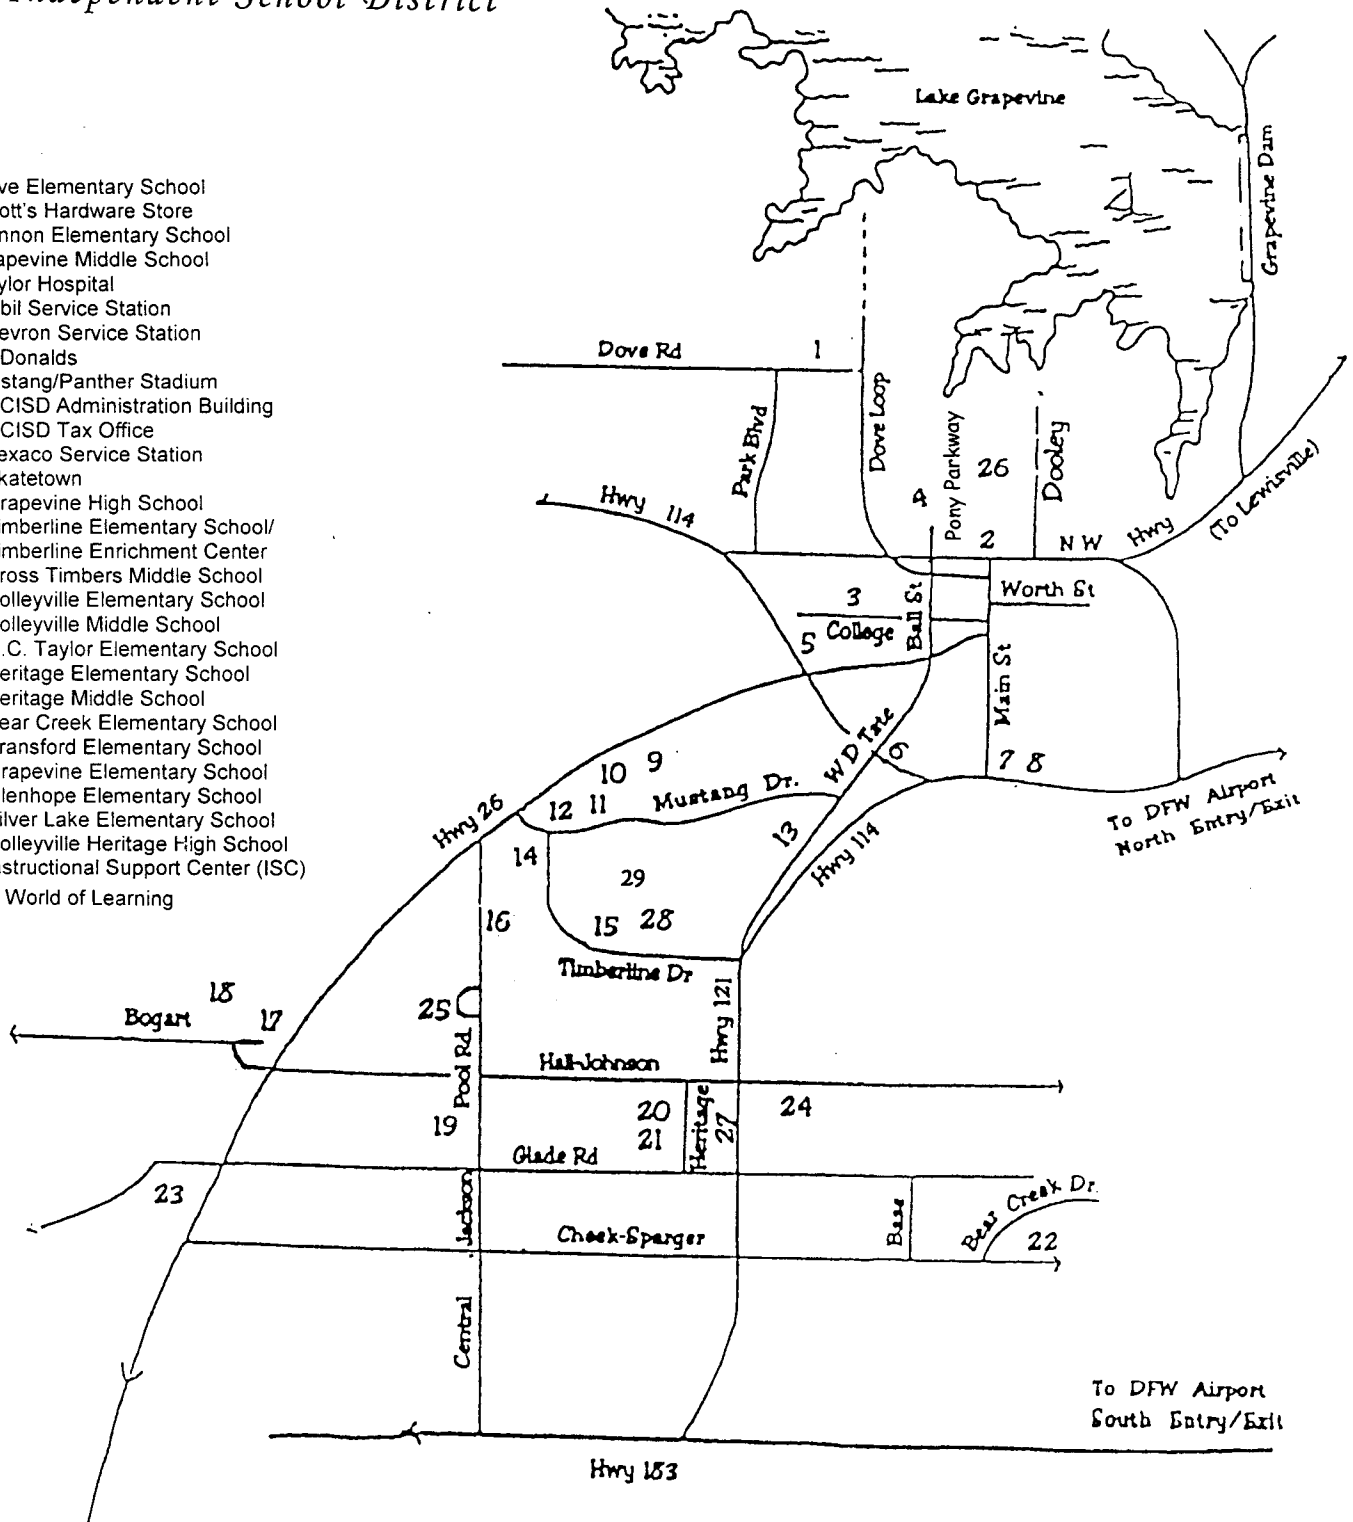 Independent School District
ve Elementary School
ott's Hardware Store
nnon Elementary School
apevine Middle School
ylor Hospital
bil Service Station
evron Service Station
Donalds
stang/Panther Stadium
CISD Administration Building
CISD Tax Office
exaco Service Station
katetown
rapevine High School
imberline Elementary School/
imberline Enrichment Center
ross Timbers Middle School
olleyville Elementary School
olleyville Middle School
.C. Taylor Elementary School
eritage Elementary School
eritage Middle School
ear Creek Elementary School
ransford Elementary School
rapevine Elementary School
lenhope Elementary School
ilver Lake Elementary School
olleyville Heritage High School
structional Support Center (ISC)
World of Learning
Lake Grapevine
Grapevine Dam
Dove Rd
1
Park Blvd
Dove Loop
Pony Parkway
26
Dooley
4
Hwy 114
2
N W Hwy
(To Lewisville)
Worth St
3
College
Ball St
5
Main St
W D Tate
6
7 8
9
10
11
12
Mustang Dr.
13
Hwy 114
To DFW Airport
North Entry/Exit
Hwy 26
14
29
16
15
28
Timberline Dr
18
Bogart
17
25
Pool Rd.
Hwy 121
Hall-Johnson
19
20
21
Heritage
27
24
Glade Rd
23
Jackson
Cheek-Sparger
Base
Bear Creek Dr.
22
Central
To DFW Airport
South Entry/Exit
Hwy 183